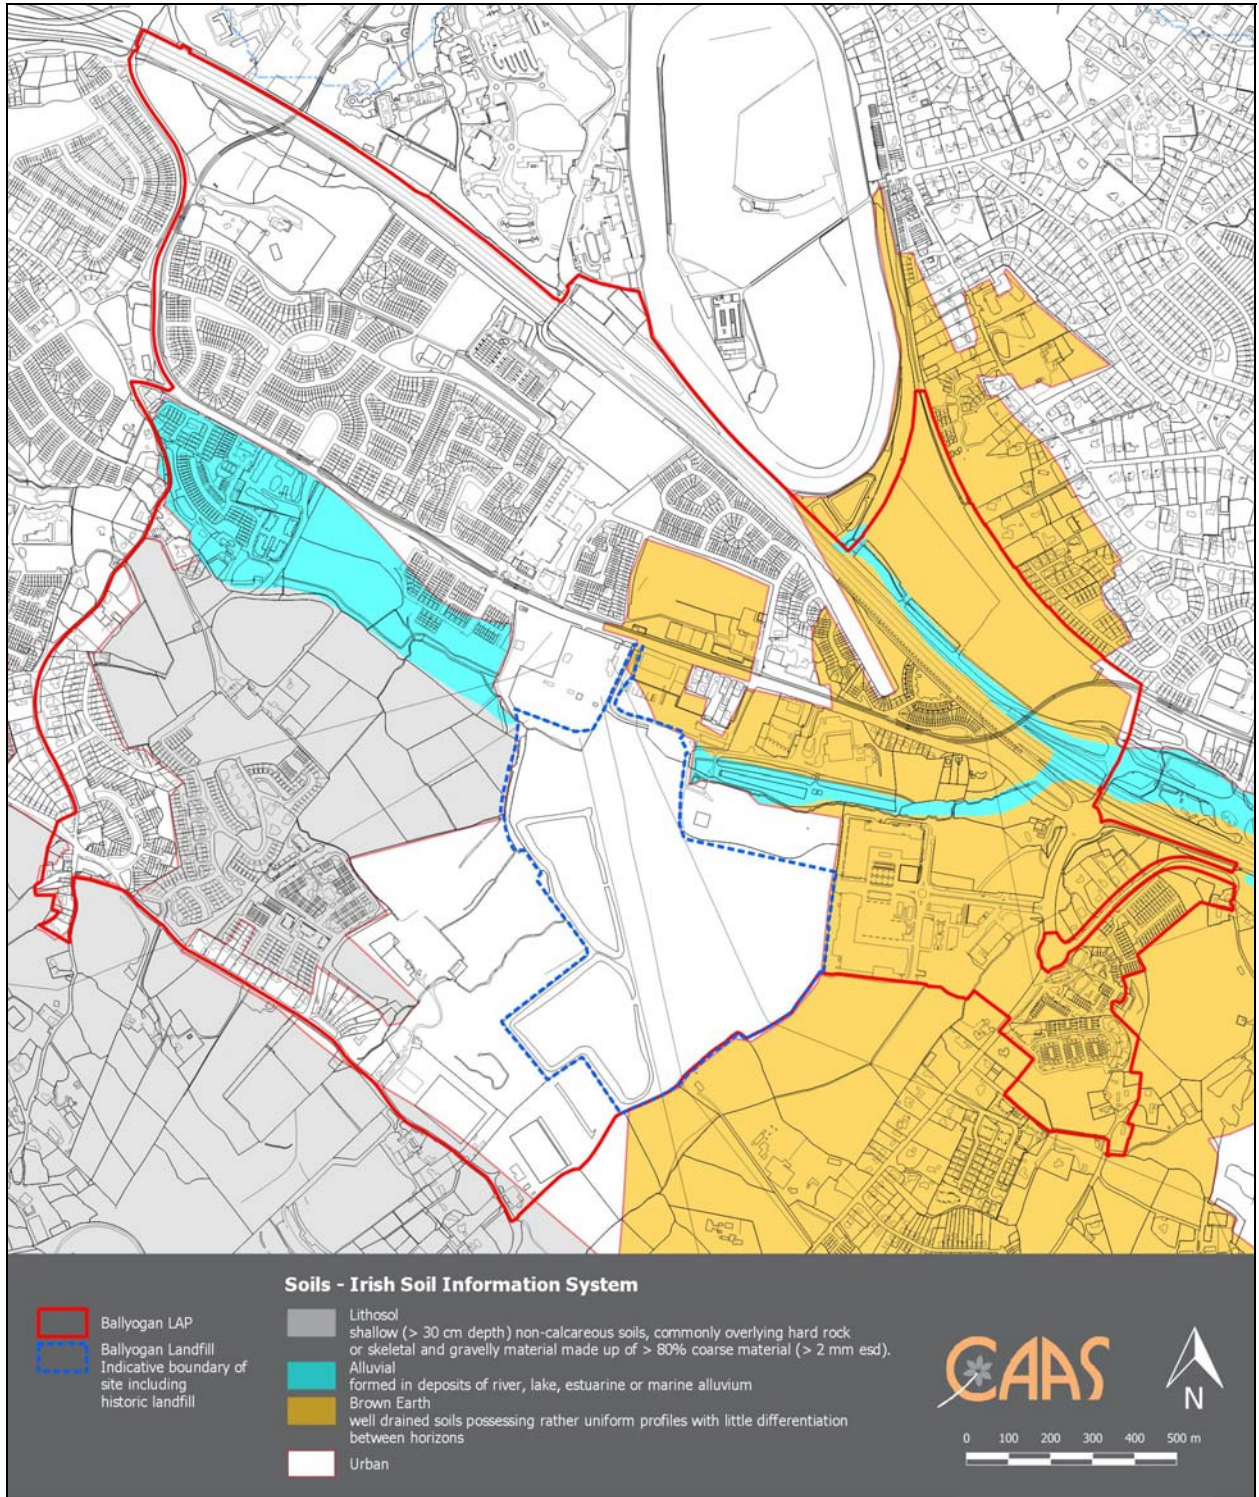 Soils - Irish Soil Information System
Ballyogan LAP
Ballyogan Landfill
Indicative boundary of
site including
historic landfill
Lithosol
shallow (> 30 cm depth) non-calcareous soils, commonly overlying hard rock
or skeletal and gravelly material made up of > 80% coarse material (> 2 mm esd).
Alluvial
formed in deposits of river, lake, estuarine or marine alluvium
Brown Earth
well drained soils possessing rather uniform profiles with little differentiation
between horizons
Urban
CAAS
N
0 100 200 300 400 500 m